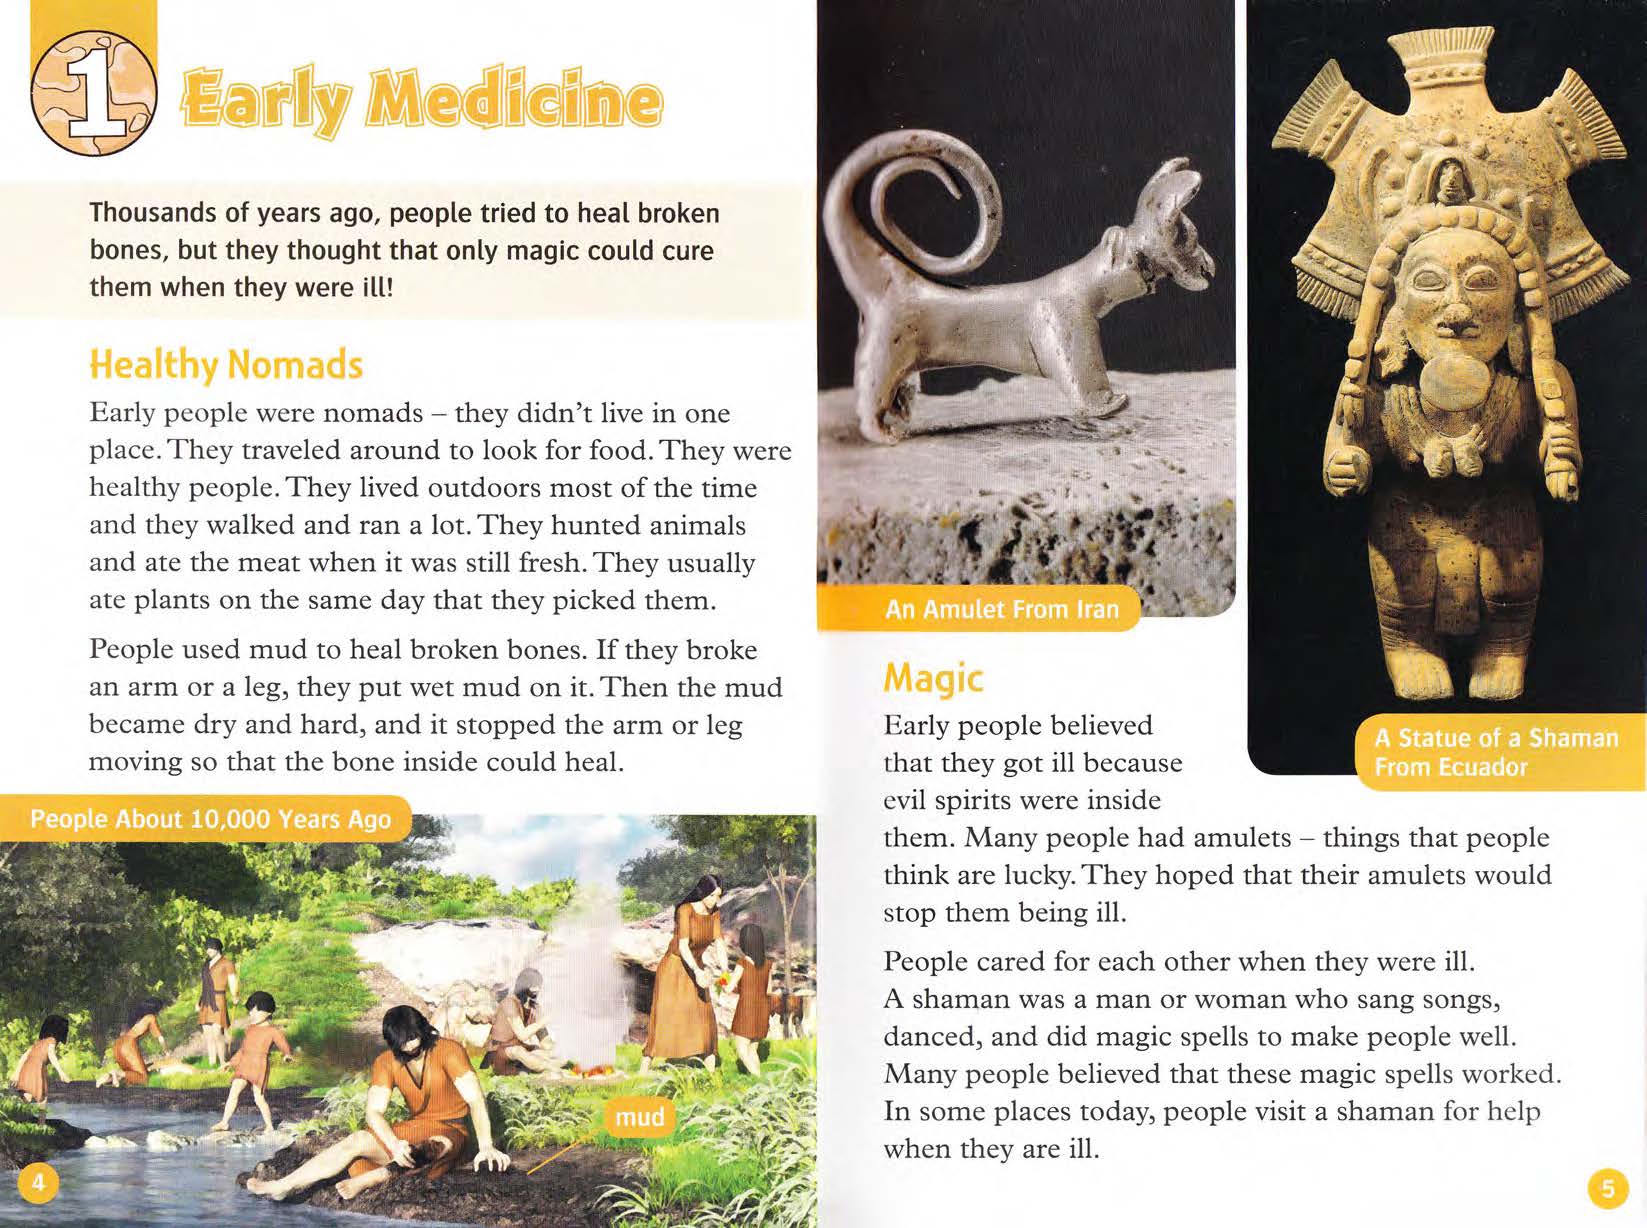 1
Early Medicine
Thousands of years ago, people tried to heal broken
bones, but they thought that only magic could cure
them when they were ill!
Healthy Nomads
Early people were nomads – they didn't live in one
place. They traveled around to look for food. They were
healthy people. They lived outdoors most of the time
and they walked and ran a lot. They hunted animals
and ate the meat when it was still fresh. They usually
ate plants on the same day that they picked them.
People used mud to heal broken bones. If they broke
an arm or a leg, they put wet mud on it. Then the mud
became dry and hard, and it stopped the arm or leg
moving so that the bone inside could heal.
People About 10,000 Years Ago
mud
4
An Amulet From Iran
A Statue of a Shaman
From Ecuador
Magic
Early people believed
that they got ill because
evil spirits were inside
them. Many people had amulets – things that people
think are lucky. They hoped that their amulets would
stop them being ill.
People cared for each other when they were ill.
A shaman was a man or woman who sang songs,
danced, and did magic spells to make people well.
Many people believed that these magic spells worked.
In some places today, people visit a shaman for help
when they are ill.
5